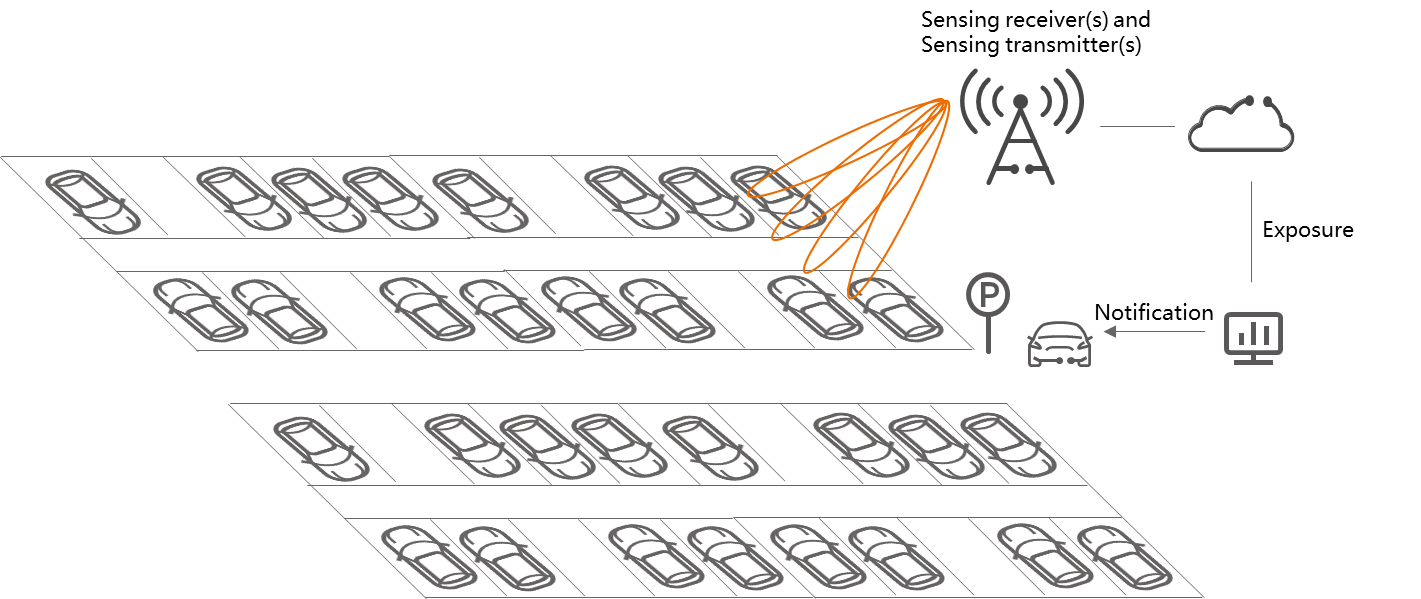 Sensing receiver(s) and
Sensing transmitter(s)
Exposure
P
Notification